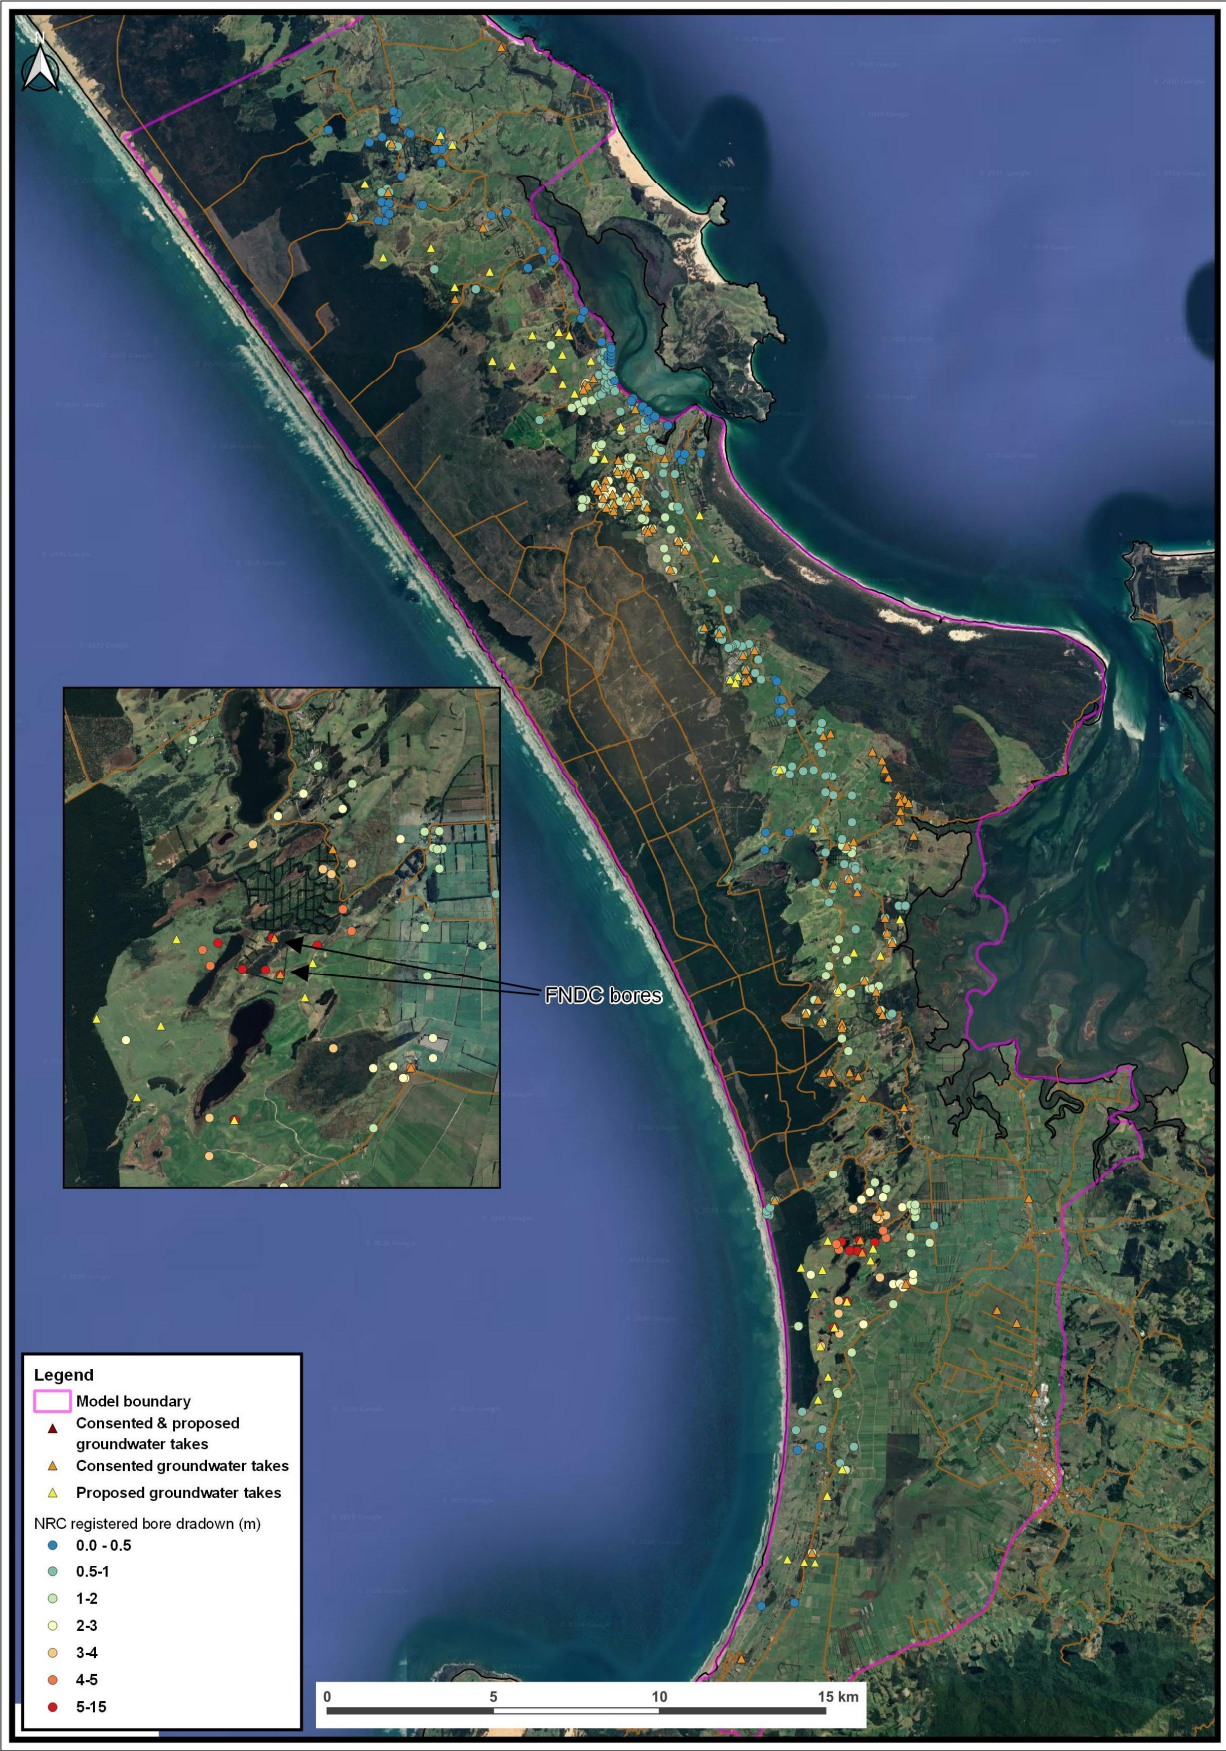 N
FNDC bores
Legend
Model boundary
Consented & proposed
groundwater takes
Consented groundwater takes
Proposed groundwater takes
NRC registered bore dradown (m)
0.0 - 0.5
0.5-1
1-2
2-3
3-4
4-5
5-15
0 5 10 15 km